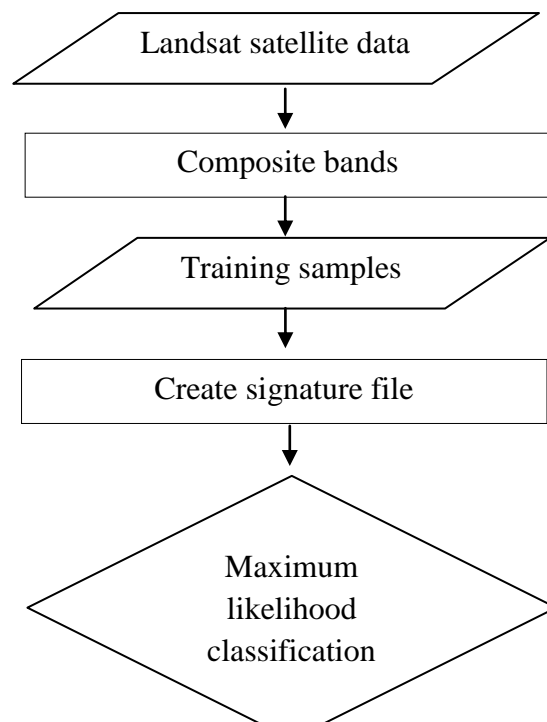 Landsat satellite data
Composite bands
Training samples
Create signature file
Maximum
likelihood
classification